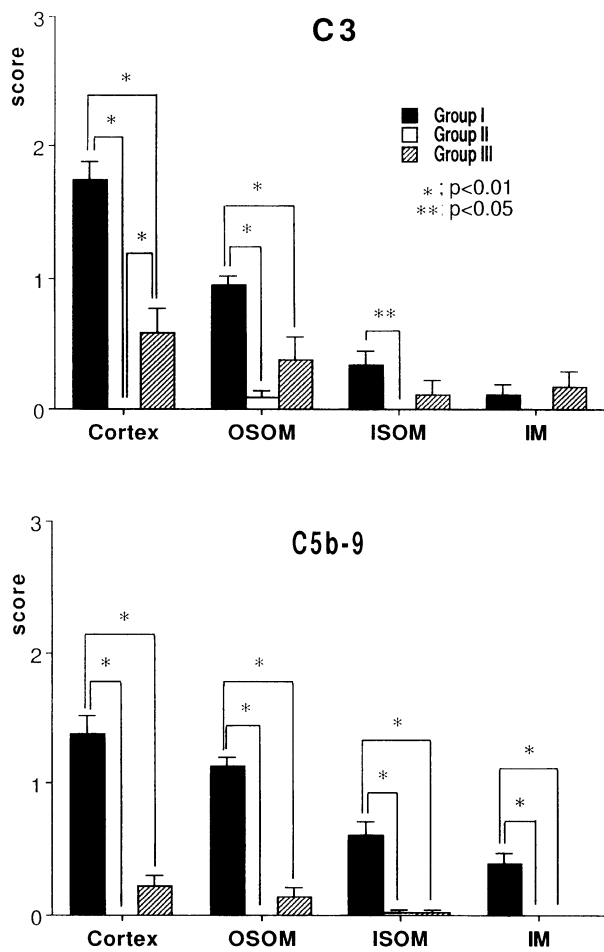 C3
score
3
2
1
0
Group I
Group II
Group III
* ; p<0.01
**: p<0.05
*
*
*
*
*
**
Cortex OSOM ISOM IM
C5b-9
score
3
2
1
0
*
*
*
*
*
*
*
*
Cortex OSOM ISOM IM